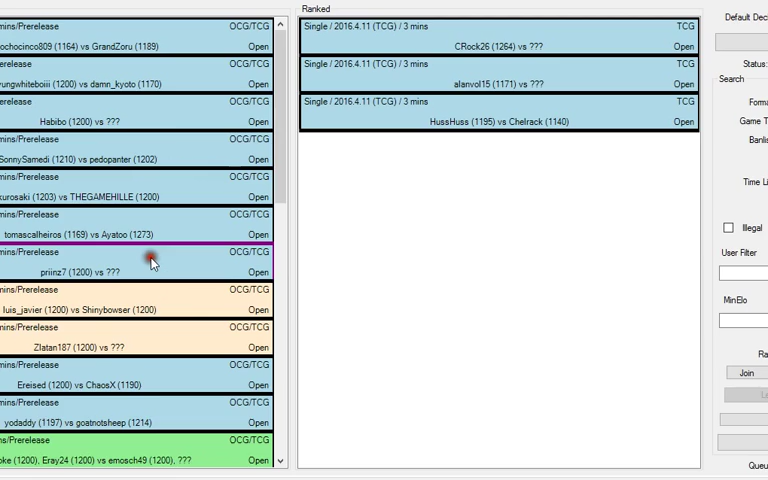 mins/Prerelease OCG/TCG
ochocinco809 (1164) vs GrandZoru (1189) Open
erelease OCG/TCG
yungwhiteboiii (1200) vs damn_kyoto (1170) Open
erelease OCG/TCG
Habibo (1200) vs ??? Open
mins/Prerelease OCG/TCG
SonnySamedi (1210) vs pedopanter (1202) Open
mins/Prerelease OCG/TCG
kurosaki (1203) vs THEGAMEHILLE (1200) Open
mins/Prerelease OCG/TCG
tomascalheiros (1169) vs Ayatoo (1273) Open
mins/Prerelease OCG/TCG
priinz7 (1200) vs ??? Open
mins/Prerelease OCG/TCG
luis_javier (1200) vs Shinybowser (1200) Open
mins/Prerelease OCG/TCG
Zlatan187 (1200) vs ??? Open
mins/Prerelease OCG/TCG
Ereised (1200) vs ChaosX (1190) Open
mins/Prerelease OCG/TCG
yodaddy (1197) vs goatnotsheep (1214) Open
ns/Prerelease OCG/TCG
oke (1200), Eray24 (1200) vs emosch49 (1200), ??? Open
Ranked
Single / 2016.4.11 (TCG) / 3 mins TCG
CRock26 (1264) vs ??? Open
Single / 2016.4.11 (TCG) / 3 mins TCG
alanvol15 (1171) vs ??? Open
Single / 2016.4.11 (TCG) / 3 mins TCG
HussHuss (1195) vs Chelrack (1140) Open
Default Dec
Status:
Search
Forma
Game T
Banlis
Time Li
Illegal
User Filter
MinElo
Ra
Join
Queu